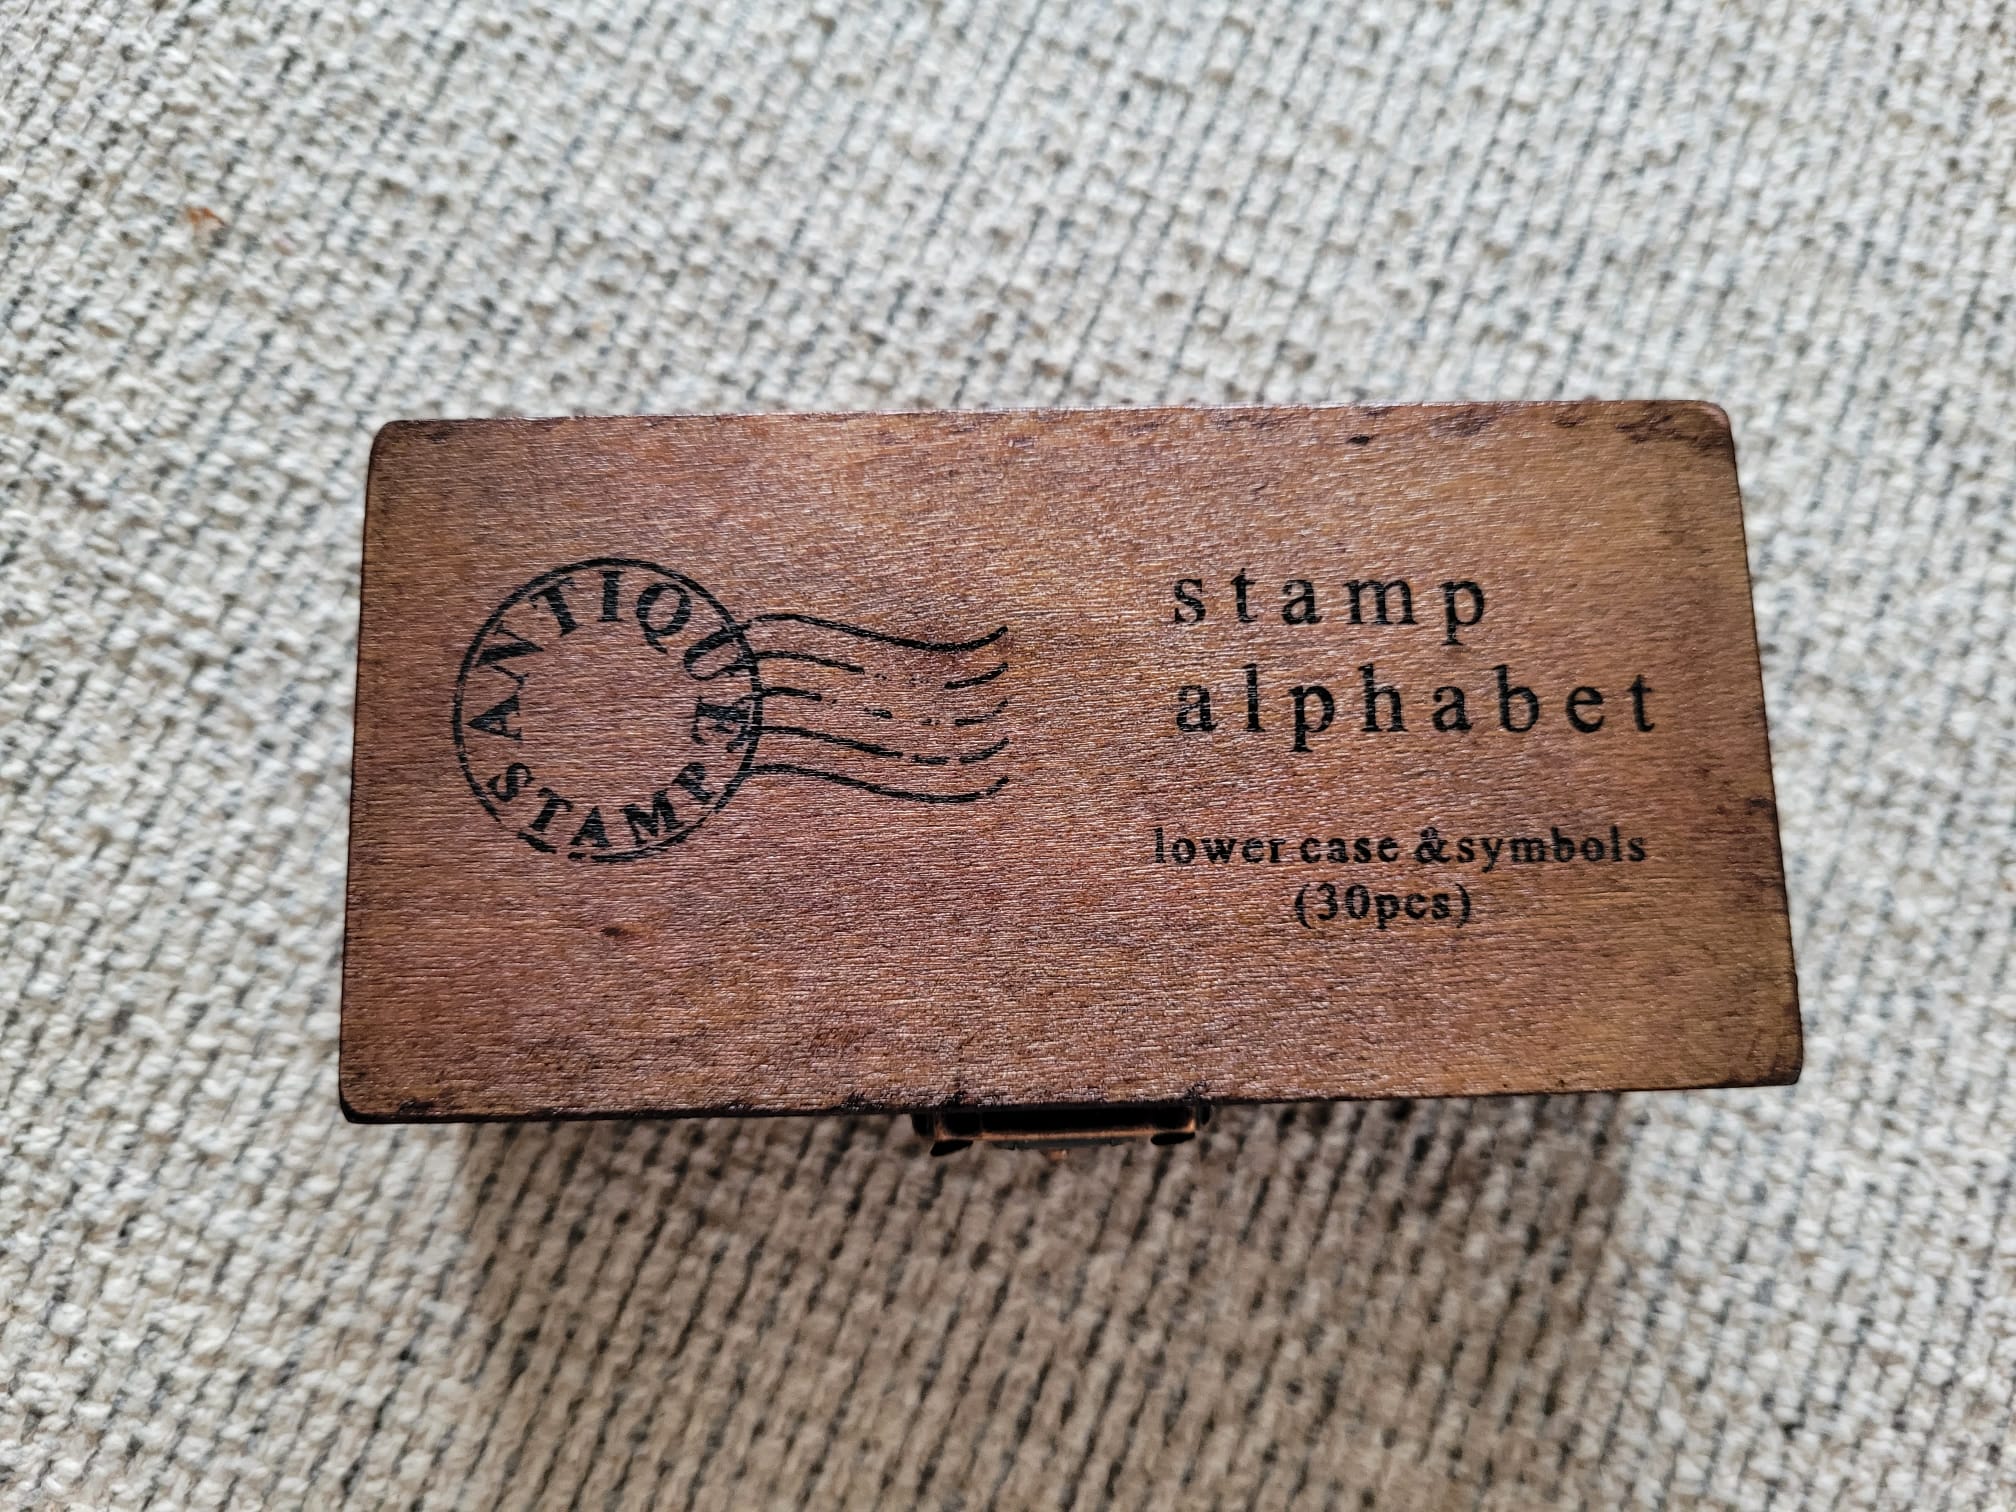 ANTIQUE
STAMP
stamp
alphabet
lower case &symbols
(30pcs)